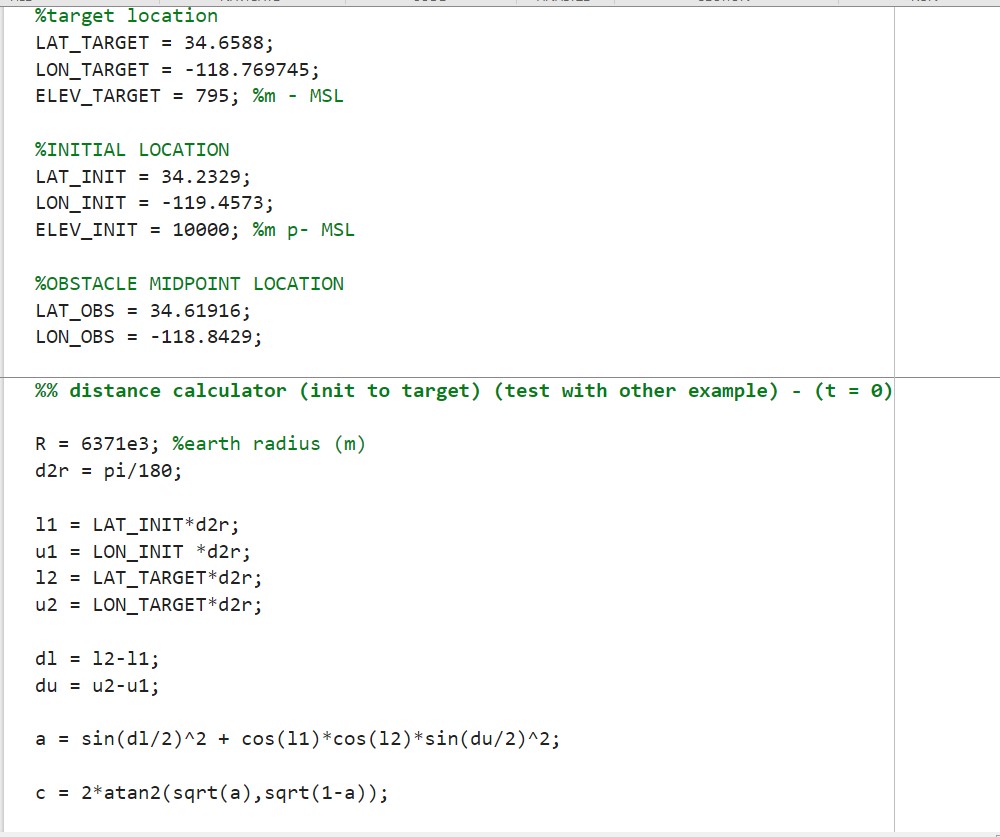 %target location
LAT_TARGET = 34.6588;
LON_TARGET = -118.769745;
ELEV_TARGET = 795; %m - MSL
%INITIAL LOCATION
LAT_INIT = 34.2329;
LON_INIT = -119.4573;
ELEV_INIT = 10000; %m p- MSL
%OBSTACLE MIDPOINT LOCATION
LAT_OBS = 34.61916;
LON_OBS = -118.8429;
%% distance calculator (init to target) (test with other example) - (t = 0)
R = 6371e3; %earth radius (m)
d2r = pi/180;
l1 = LAT_INIT*d2r;
u1 = LON_INIT *d2r;
l2 = LAT_TARGET*d2r;
u2 = LON_TARGET*d2r;
dl = l2-l1;
du = u2-u1;
a = sin(dl/2)^2 + cos(l1)*cos(l2)*sin(du/2)^2;
c = 2*atan2(sqrt(a),sqrt(1-a));